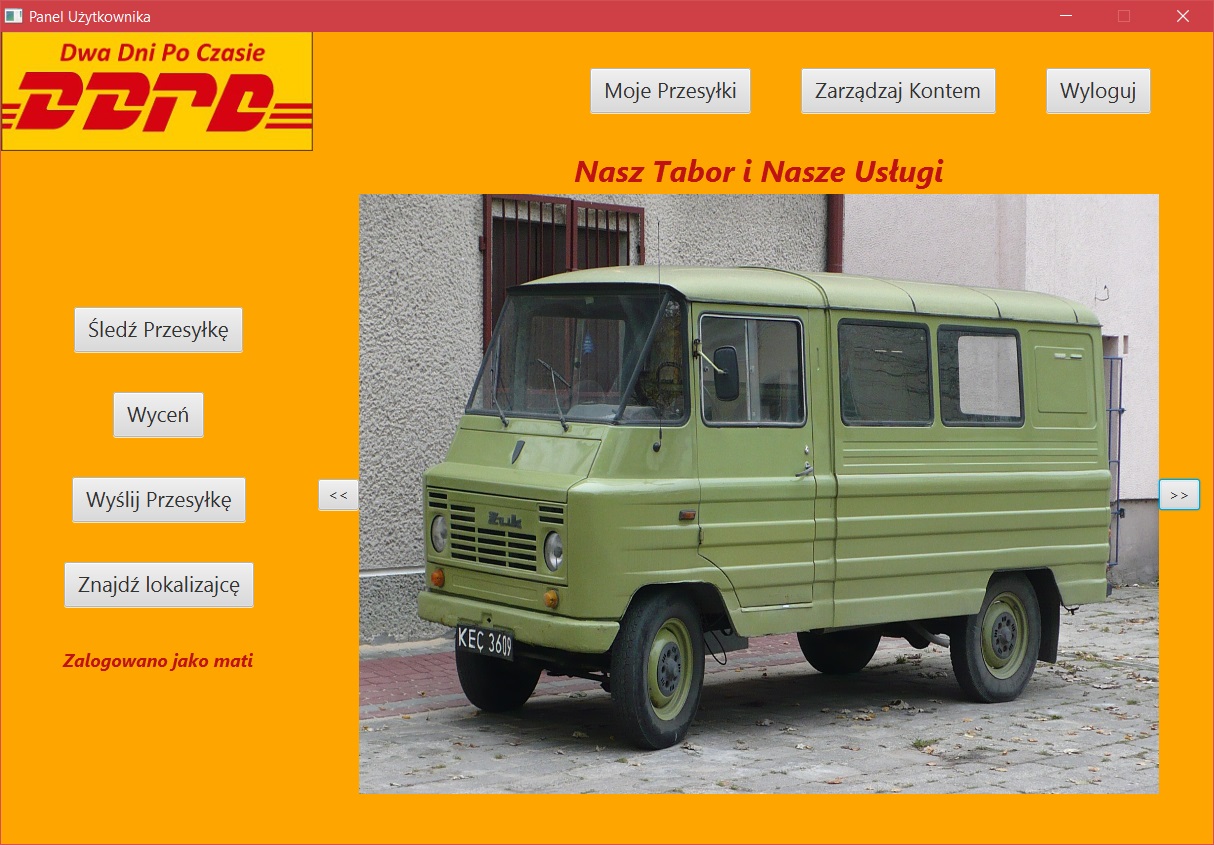 Panel Użytkownika
Dwa Dni Po Czasie
DDPC
Moje Przesyłki
Zarządzaj Kontem
Wyloguj
Nasz Tabor i Nasze Usługi
Śledź Przesyłkę
Wyceń
Wyślij Przesyłkę
Znajdź lokalizajcę
Zalogowano jako mati
<<
>>
Żuk
KEC 3609